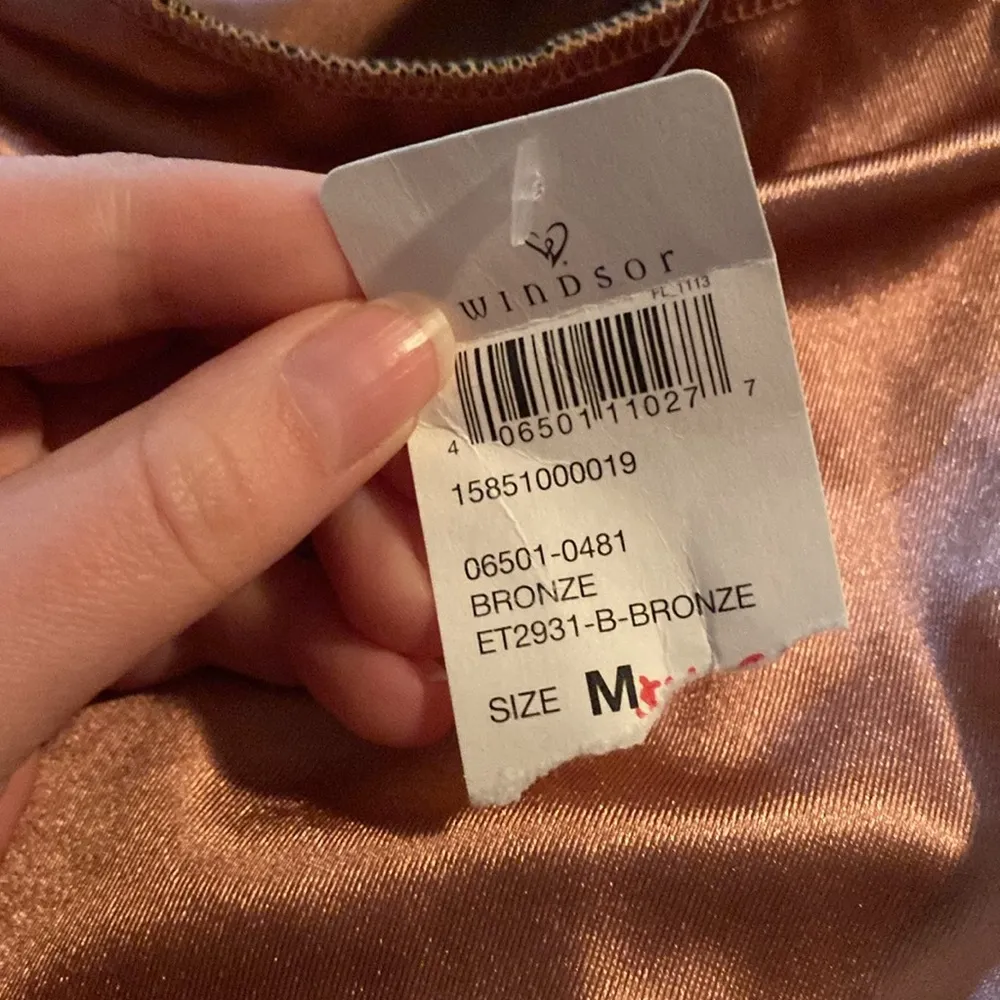 WINDSOR
FL 1113
4 06501 11027 7
15851000019
06501-0481
BRONZE
ET2931-B-BRONZE
SIZE M